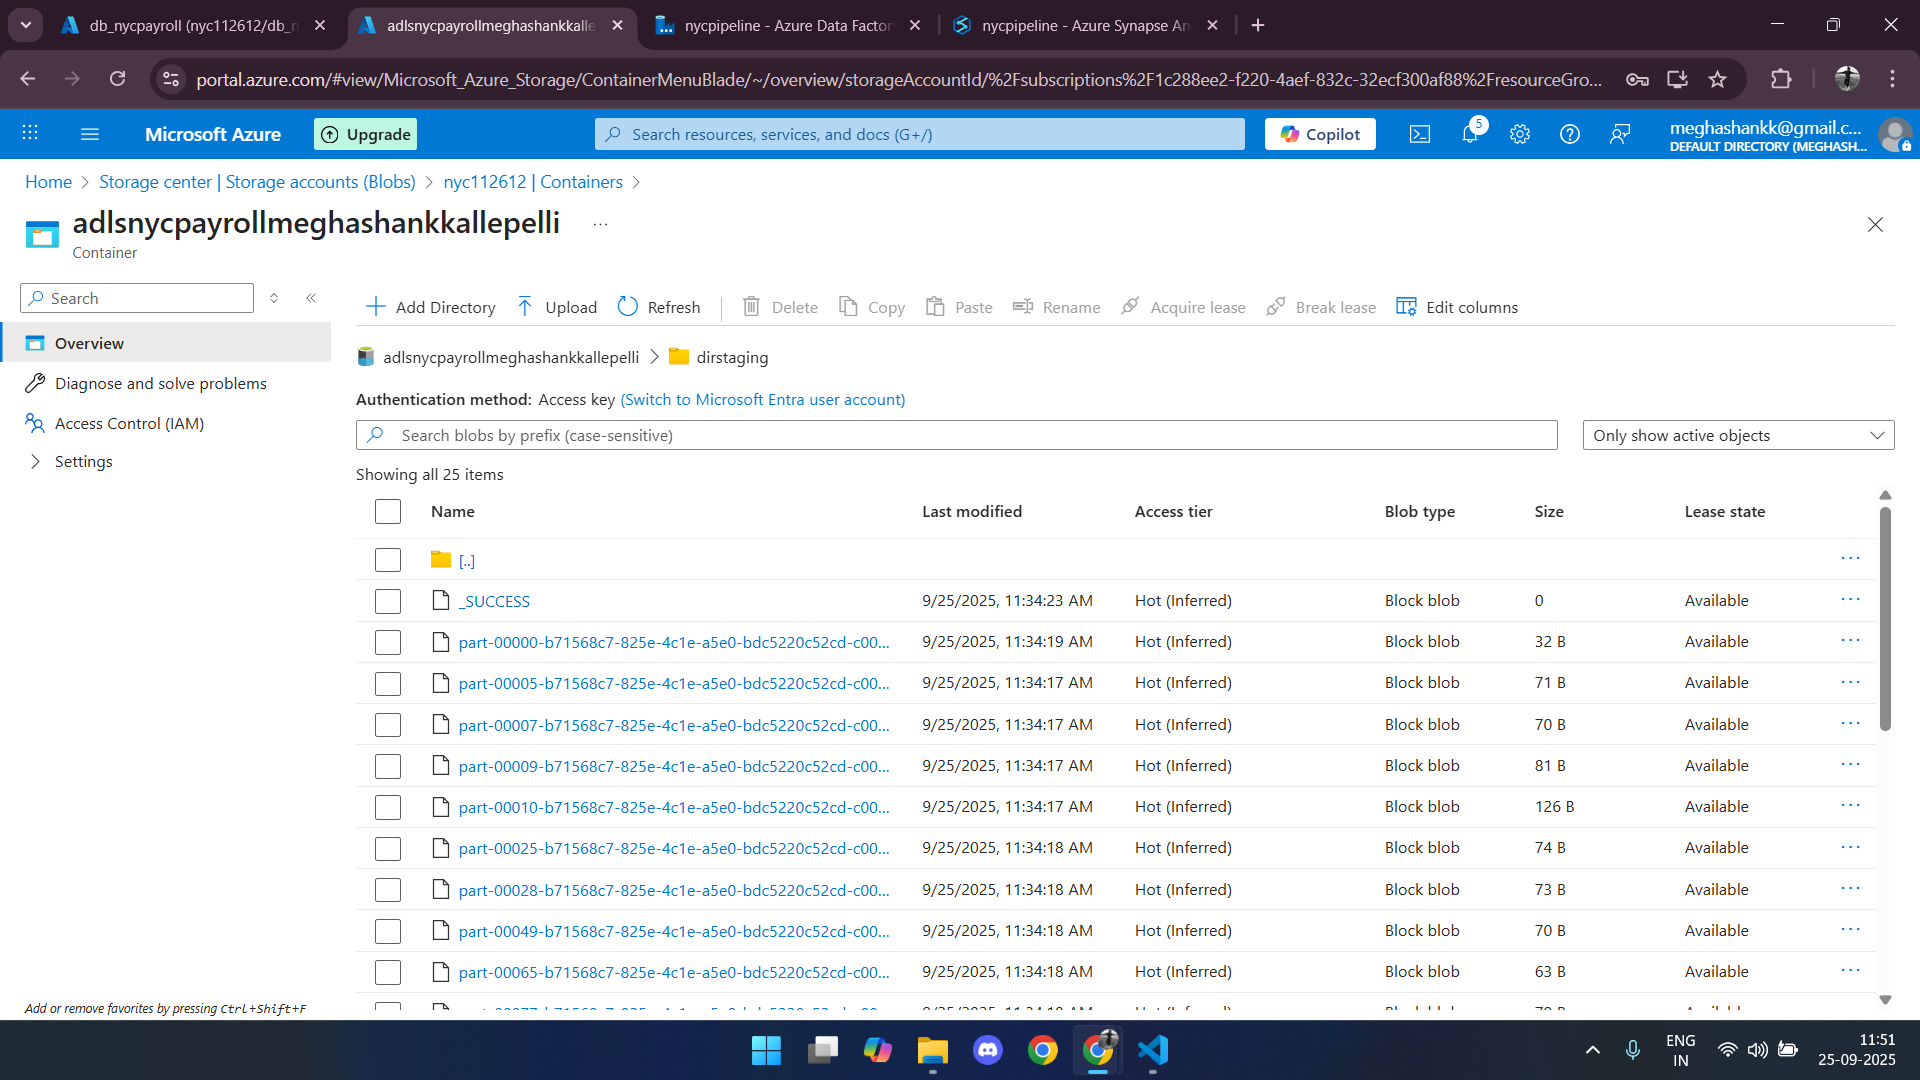 db_nycpayroll (nyc112612/db_n
adlsnycpayrollmeghashankkalle
nycpipeline - Azure Data Factor
nycpipeline - Azure Synapse An
portal.azure.com/#view/Microsoft_Azure_Storage/ContainerMenuBlade/~/overview/storageAccountId/%2Fsubscriptions%2F1c288ee2-f220-4aef-832c-32ecf300af88%2FresourceGro...
Microsoft Azure
Upgrade
Search resources, services, and docs (G+/)
Copilot
5
meghashankk@gmail.c...
DEFAULT DIRECTORY (MEGHASH...
Home > Storage center | Storage accounts (Blobs) > nyc112612 | Containers >
adlsnycpayrollmeghashankkallepelli ...
Container
Search
Overview
Diagnose and solve problems
Access Control (IAM)
Settings
Add or remove favorites by pressing Ctrl+Shift+F
Add Directory Upload Refresh Delete Copy Paste Rename Acquire lease Break lease Edit columns
adlsnycpayrollmeghashankkallepelli > dirstaging
Authentication method: Access key (Switch to Microsoft Entra user account)
Search blobs by prefix (case-sensitive)
Only show active objects
Showing all 25 items
Name Last modified Access tier Blob type Size Lease state
[..] ...
_SUCCESS 9/25/2025, 11:34:23 AM Hot (Inferred) Block blob 0 Available ...
part-00000-b71568c7-825e-4c1e-a5e0-bdc5220c52cd-c00... 9/25/2025, 11:34:19 AM Hot (Inferred) Block blob 32 B Available ...
part-00005-b71568c7-825e-4c1e-a5e0-bdc5220c52cd-c00... 9/25/2025, 11:34:17 AM Hot (Inferred) Block blob 71 B Available ...
part-00007-b71568c7-825e-4c1e-a5e0-bdc5220c52cd-c00... 9/25/2025, 11:34:17 AM Hot (Inferred) Block blob 70 B Available ...
part-00009-b71568c7-825e-4c1e-a5e0-bdc5220c52cd-c00... 9/25/2025, 11:34:17 AM Hot (Inferred) Block blob 81 B Available ...
part-00010-b71568c7-825e-4c1e-a5e0-bdc5220c52cd-c00... 9/25/2025, 11:34:17 AM Hot (Inferred) Block blob 126 B Available ...
part-00025-b71568c7-825e-4c1e-a5e0-bdc5220c52cd-c00... 9/25/2025, 11:34:18 AM Hot (Inferred) Block blob 74 B Available ...
part-00028-b71568c7-825e-4c1e-a5e0-bdc5220c52cd-c00... 9/25/2025, 11:34:18 AM Hot (Inferred) Block blob 73 B Available ...
part-00049-b71568c7-825e-4c1e-a5e0-bdc5220c52cd-c00... 9/25/2025, 11:34:18 AM Hot (Inferred) Block blob 70 B Available ...
part-00065-b71568c7-825e-4c1e-a5e0-bdc5220c52cd-c00... 9/25/2025, 11:34:18 AM Hot (Inferred) Block blob 63 B Available ...
ENG
IN
11:51
25-09-2025